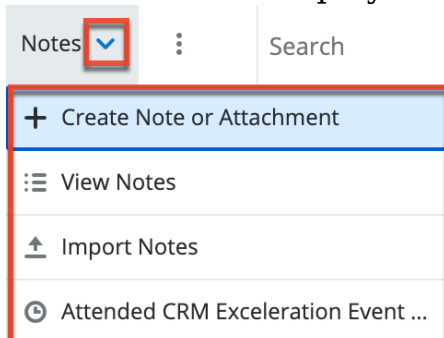 Notes
Search
Create Note or Attachment
View Notes
Import Notes
Attended CRM Exceleration Event ...